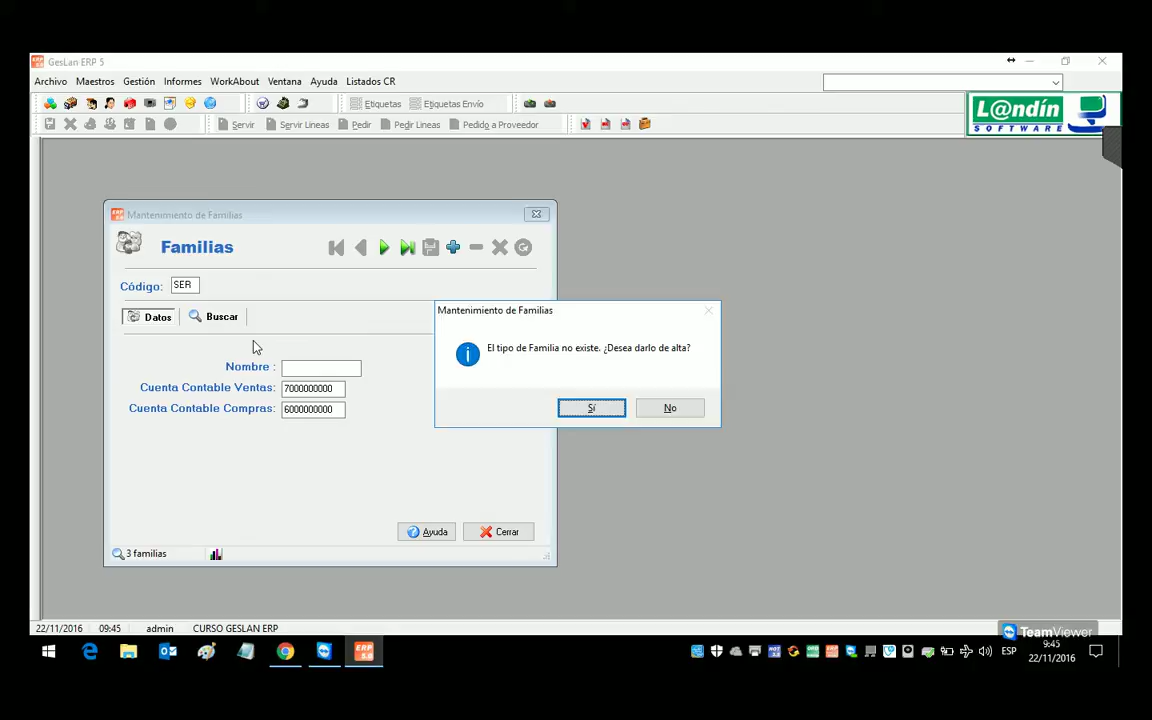 GesLan ERP 5
Archivo Maestros Gestión Informes WorkAbout Ventana Ayuda Listados CR
Etiquetas Etiquetas Envío
Servir Servir Lineas Pedir Pedir Lineas Pedido a Proveedor
L@ndín
SOFTWARE
Mantenimiento de Familias
Familias
Código: SER
Datos Buscar
Nombre :
Cuenta Contable Ventas: 7000000000
Cuenta Contable Compras: 6000000000
Ayuda Cerrar
3 familias
Mantenimiento de Familias
El tipo de Familia no existe. ¿Desea darlo de alta?
Sí No
22/11/2016 09:45 admin CURSO GESLAN ERP
TeamViewer
ERP
5.0
ESP
9:45
22/11/2016